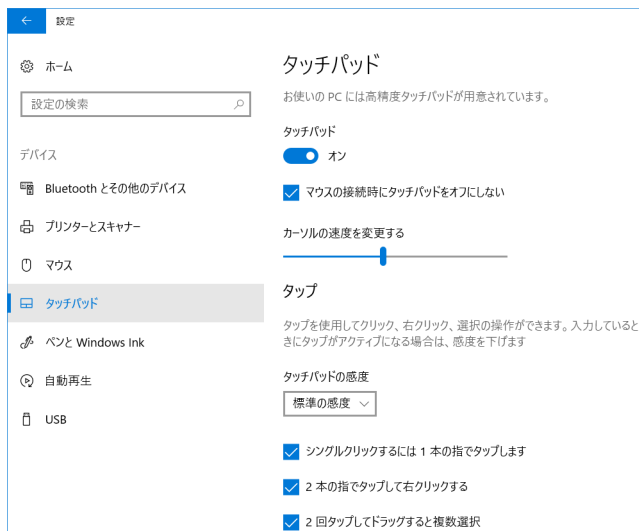 設定
ホーム
設定の検索
デバイス
Bluetooth とその他のデバイス
プリンターとスキャナー
マウス
タッチパッド
ペンと Windows Ink
自動再生
USB
タッチパッド
お使いの PC には高精度タッチパッドが用意されています。
タッチパッド
オン
マウスの接続時にタッチパッドをオフにしない
カーソルの速度を変更する
タップ
タップを使用してクリック、右クリック、選択の操作ができます。入力していると
きにタップがアクティブになる場合は、感度を下げます
タッチパッドの感度
標準の感度
シングルクリックするには 1 本の指でタップします
2 本の指でタップして右クリックする
2 回タップしてドラッグすると複数選択